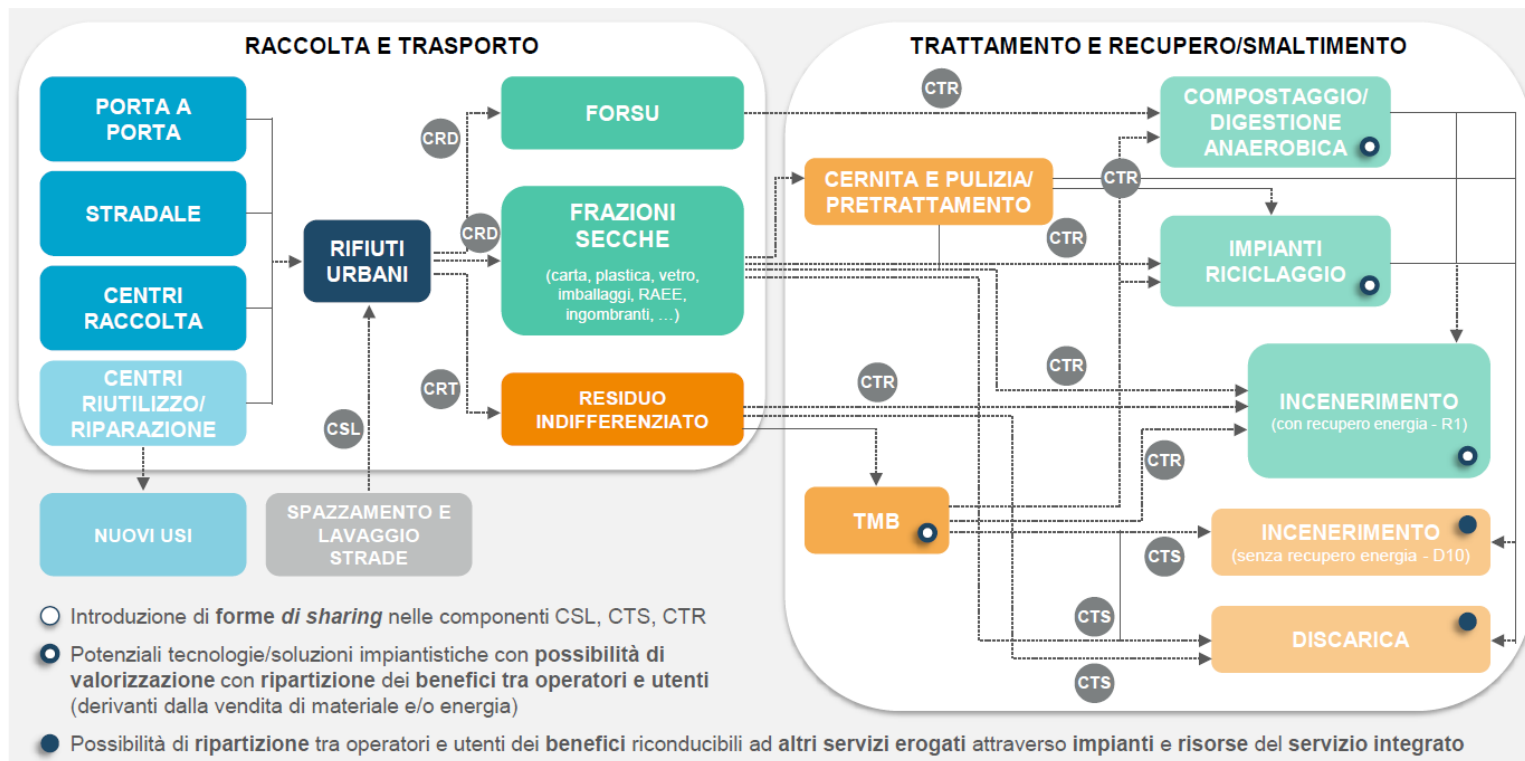 RACCOLTA E TRASPORTO
PORTA A
PORTA
STRADALE
CENTRI
RACCOLTA
CENTRI
RIUTILIZZO/
RIPARAZIONE
NUOVI USI
RIFIUTI
URBANI
CSL
SPAZZAMENTO E
LAVAGGIO
STRADE
CRD
CRD
CRT
FORSU
FRAZIONI
SECCHE
(carta, plastica, vetro,
imballaggi, RAEE,
ingombranti, …)
RESIDUO
INDIFFERENZIATO
TRATTAMENTO E RECUPERO/SMALTIMENTO
CTR
CERNITA E PULIZIA/
PRETRATTAMENTO
CTR
CTR
CTR
CTR
CTR
TMB
CTS
CTS
CTS
COMPOSTAGGIO/
DIGESTIONE
ANAEROBICA
IMPIANTI
RICICLAGGIO
INCENERIMENTO
(con recupero energia - R1)
INCENERIMENTO
(senza recupero energia - D10)
DISCARICA
Introduzione di forme di sharing nelle componenti CSL, CTS, CTR
Potenziali tecnologie/soluzioni impiantistiche con possibilità di
valorizzazione con ripartizione dei benefici tra operatori e utenti
(derivanti dalla vendita di materiale e/o energia)
Possibilità di ripartizione tra operatori e utenti dei benefici riconducibili ad altri servizi erogati attraverso impianti e risorse del servizio integrato